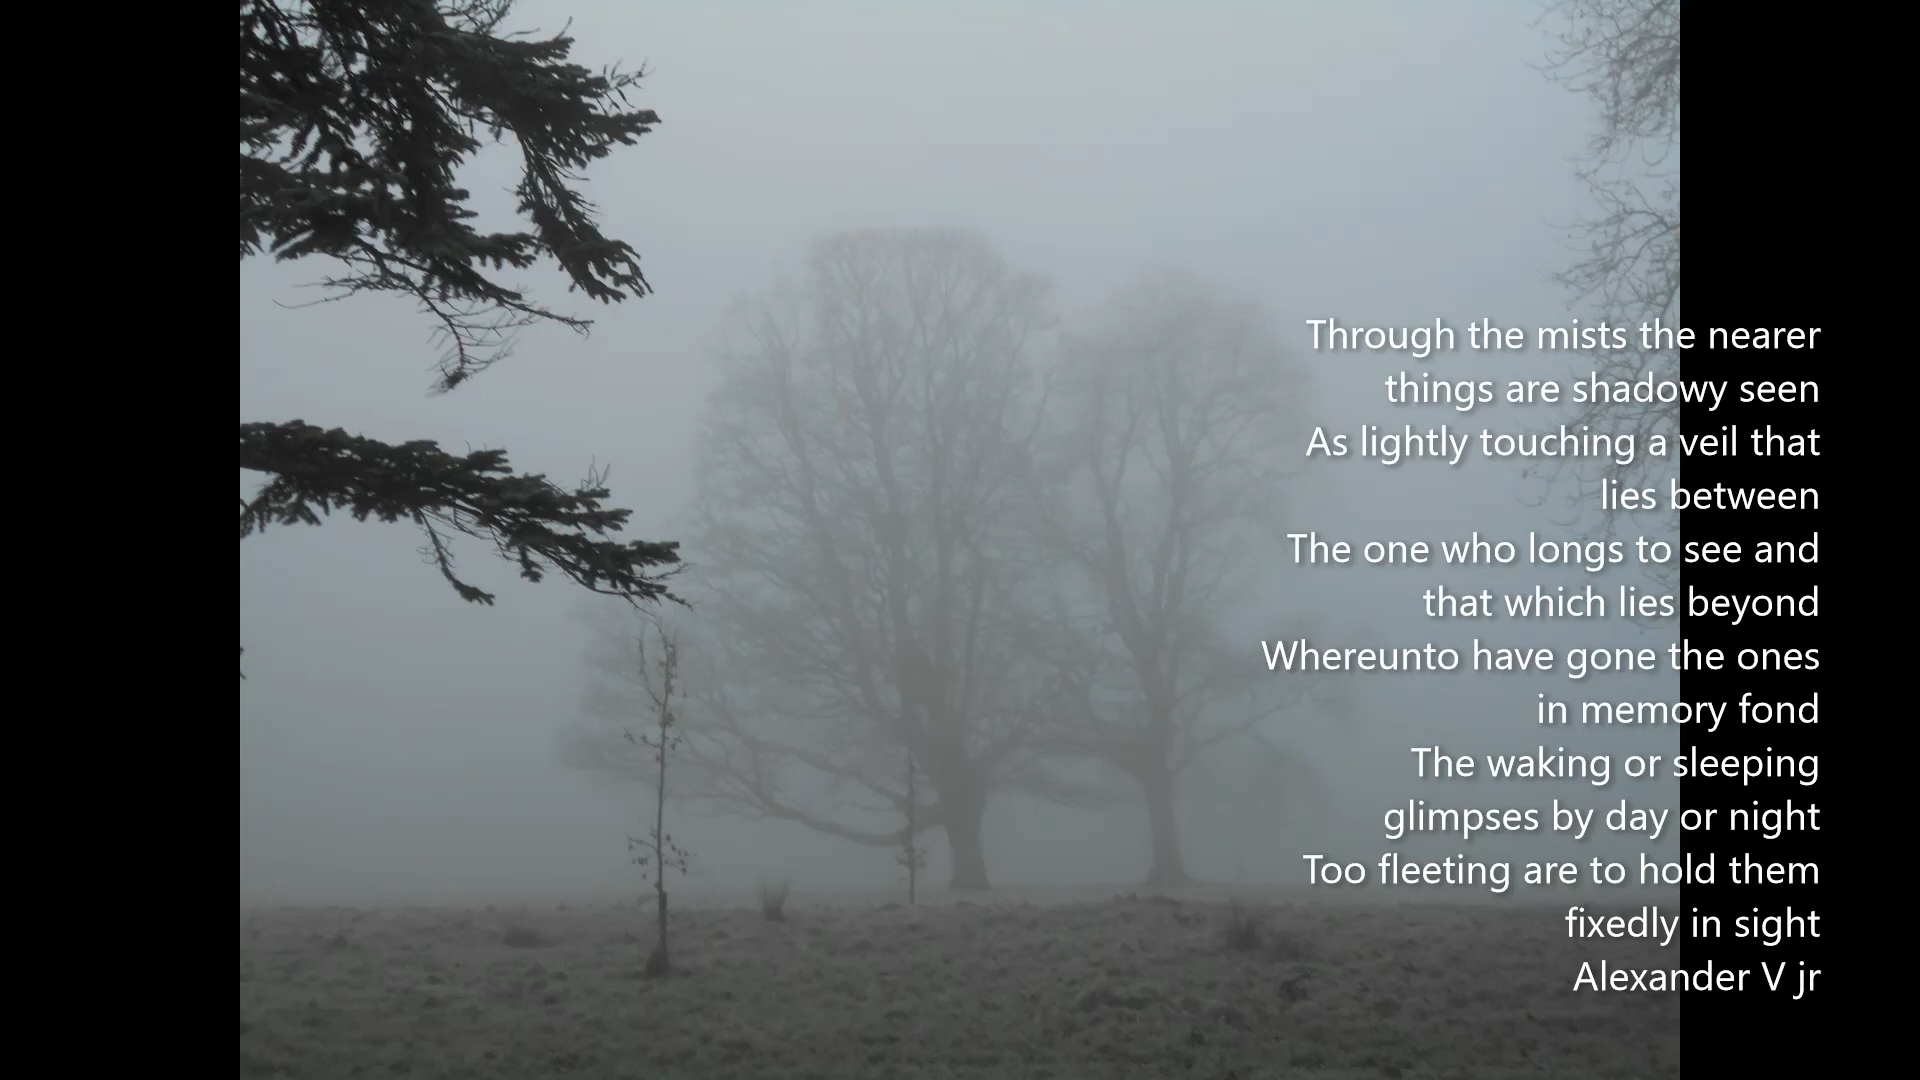 Through the mists the nearer
things are shadowy seen
As lightly touching a veil that
lies between
The one who longs to see and
that which lies beyond
Whereunto have gone the ones
in memory fond
The waking or sleeping
glimpses by day or night
Too fleeting are to hold them
fixedly in sight
Alexander V jr